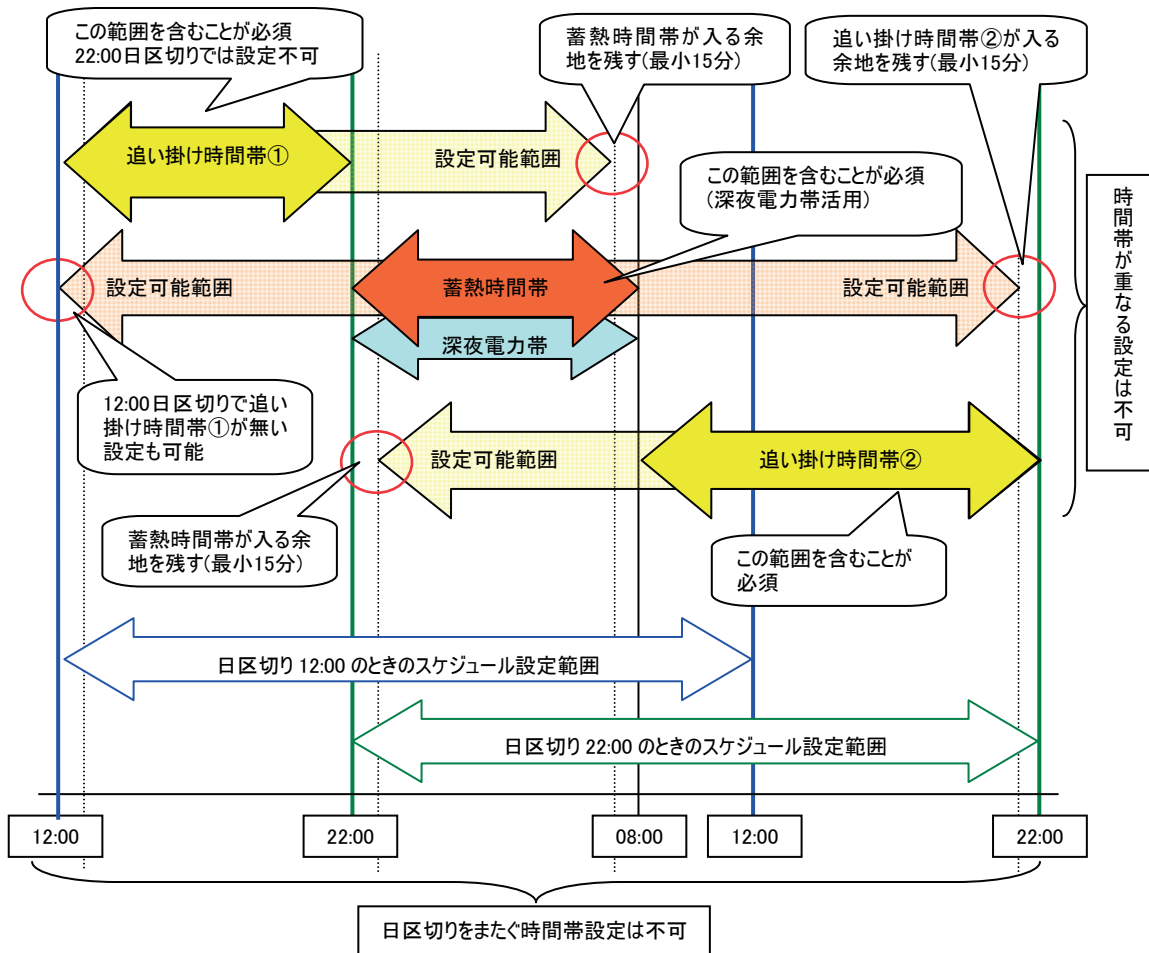 この範囲を含むことが必須
22:00日区切りでは設定不可
蓄熱時間帯が入る余
地を残す(最小15分)
追い掛け時間帯②が入る
余地を残す(最小15分)
追い掛け時間帯①
設定可能範囲
この範囲を含むことが必須
(深夜電力帯活用)
時間帯が重なる設定は不可
設定可能範囲
蓄熱時間帯
設定可能範囲
深夜電力帯
12:00日区切りで追い
掛け時間帯①が無い
設定も可能
設定可能範囲
追い掛け時間帯②
蓄熱時間帯が入る余
地を残す(最小15分)
この範囲を含むことが
必須
日区切り 12:00 のときのスケジュール設定範囲
日区切り 22:00 のときのスケジュール設定範囲
12:00
22:00
08:00
12:00
22:00
日区切りをまたぐ時間帯設定は不可